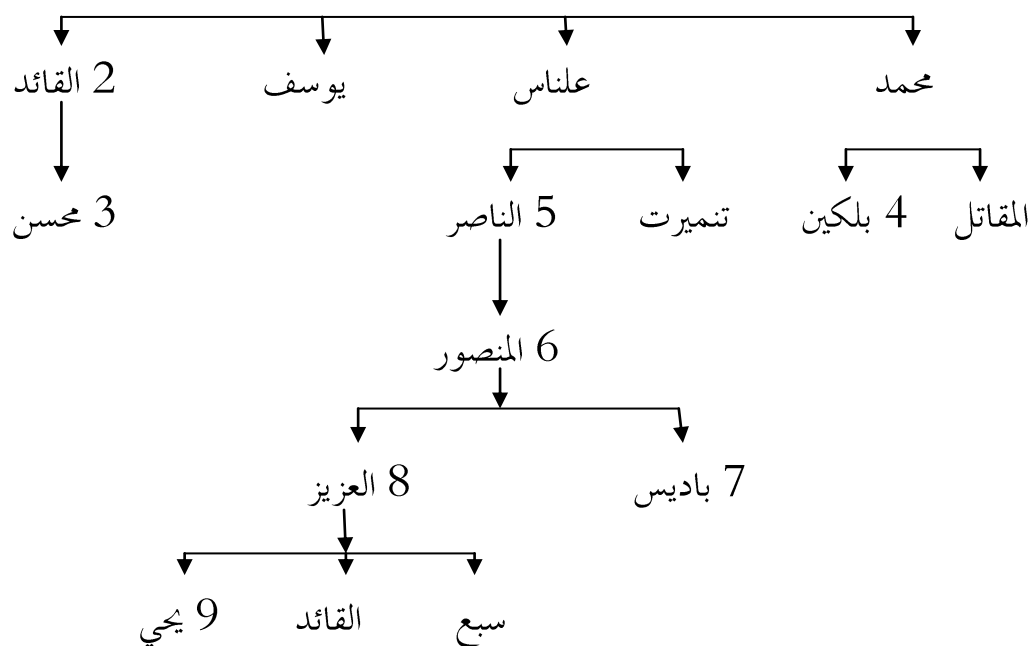 محمد علناس يوسف 2 القائد
المقاتل 4 بلكين تنميرت 5 الناصر 3 محسن
6 المنصور
7 باديس 8 العزيز
سبع القائد 9 يحي